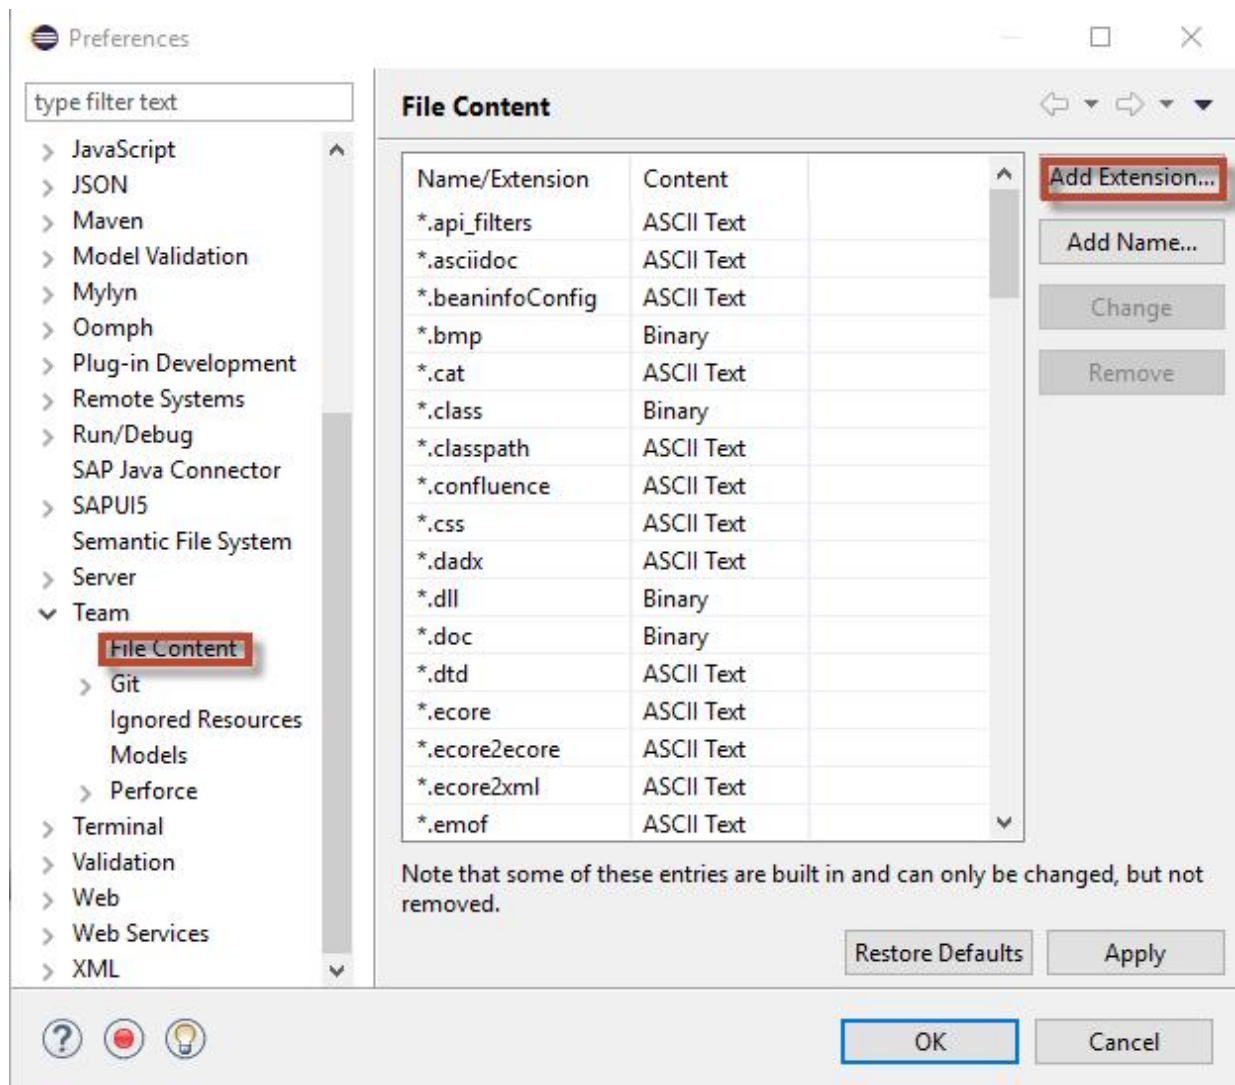 Preferences
type filter text
JavaScript
JSON
Maven
Model Validation
Mylyn
Oomph
Plug-in Development
Remote Systems
Run/Debug
SAP Java Connector
SAPUI5
Semantic File System
Server
Team
File Content
Git
Ignored Resources
Models
Perforce
Terminal
Validation
Web
Web Services
XML
File Content
Name/Extension Content
*.api_filters ASCII Text
*.asciidoc ASCII Text
*.beaninfoConfig ASCII Text
*.bmp Binary
*.cat ASCII Text
*.class Binary
*.classpath ASCII Text
*.confluence ASCII Text
*.css ASCII Text
*.dadx ASCII Text
*.dll Binary
*.doc Binary
*.dtd ASCII Text
*.ecore ASCII Text
*.ecore2ecore ASCII Text
*.ecore2xml ASCII Text
*.emof ASCII Text
Add Extension...
Add Name...
Change
Remove
Note that some of these entries are built in and can only be changed, but not
removed.
Restore Defaults Apply
OK Cancel